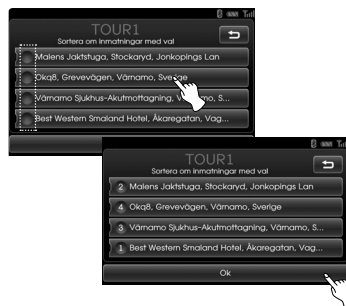 TOUR1
Sortera om inmatningar med val
Malens Jaktstuga, Stockaryd, Jonkopings Lan
Okq8, Grevevägen, Värnamo, Sverige
Värnamo Sjukhus-Akutmottagning, Värnamo, S...
Best Western Smaland Hotel, Åkaregatan, Vag...
TOUR1
Sortera om inmatningar med val
2 Malens Jaktstuga, Stockaryd, Jonkopings Lan
4 Okq8, Grevevägen, Värnamo, Sverige
3 Värnamo Sjukhus-Akutmottagning, Värnamo, S...
1 Best Western Smaland Hotel, Åkaregatan, Vag...
Ok